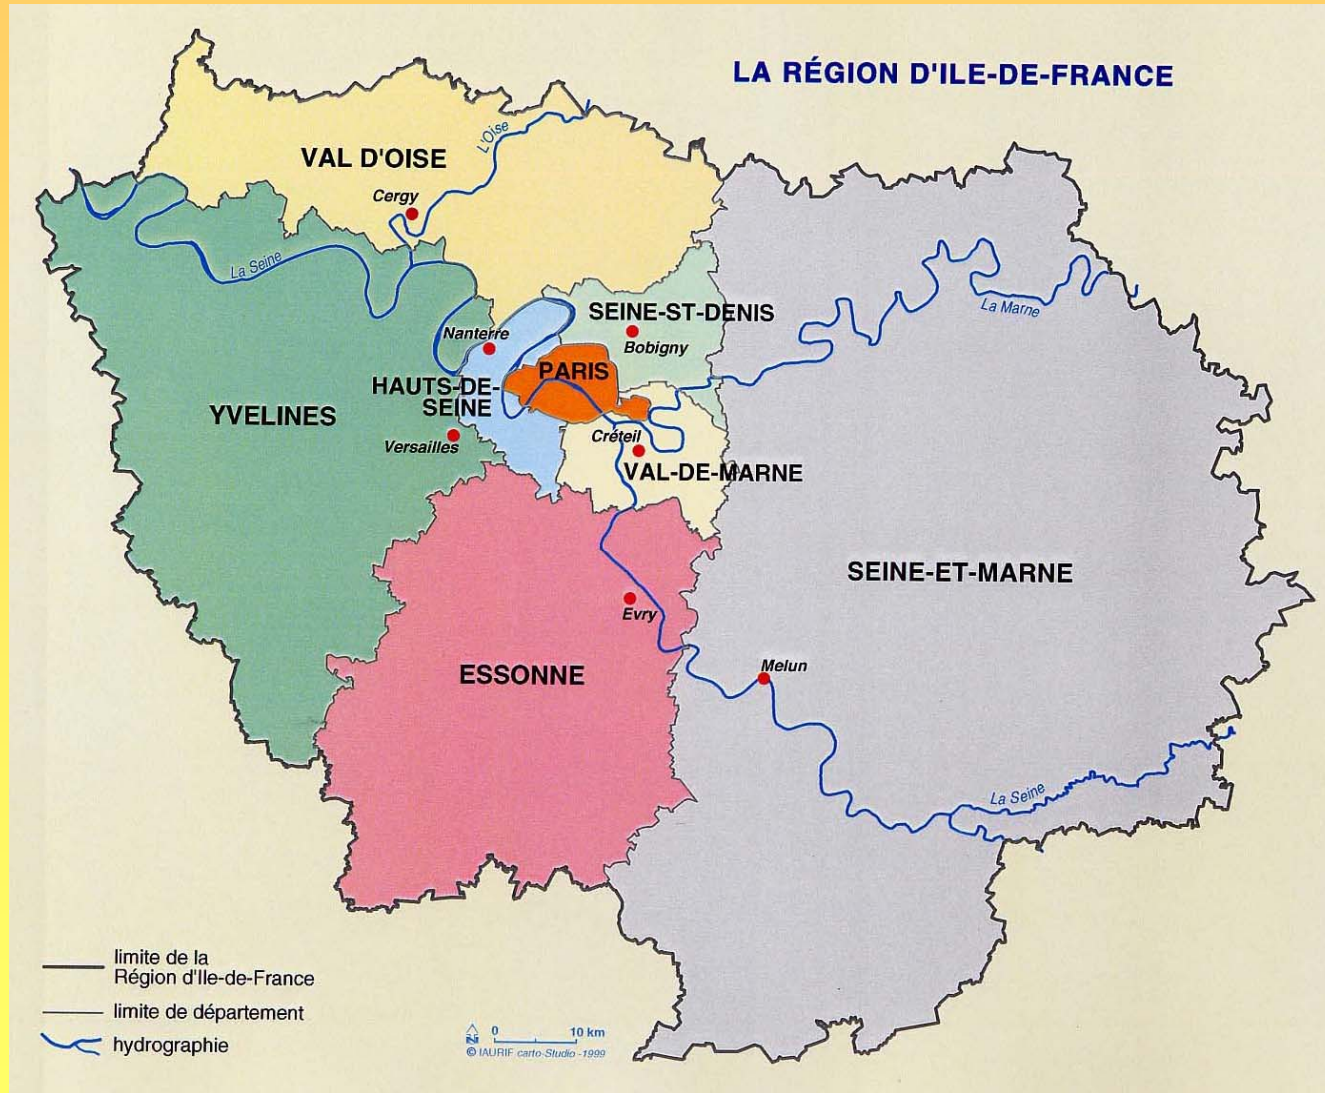 LA RÉGION D'ILE-DE-FRANCE
L'Oise
VAL D'OISE
Cergy
La Seine
La Marne
SEINE-ST-DENIS
Nanterre
Bobigny
PARIS
HAUTS-DE-
SEINE
YVELINES
Versailles
Créteil
VAL-DE-MARNE
SEINE-ET-MARNE
Evry
Melun
ESSONNE
La Seine
limite de la
Région d'Ile-de-France
limite de département
hydrographie
N
0 10 km
© IAURIF carto-Studio -1999